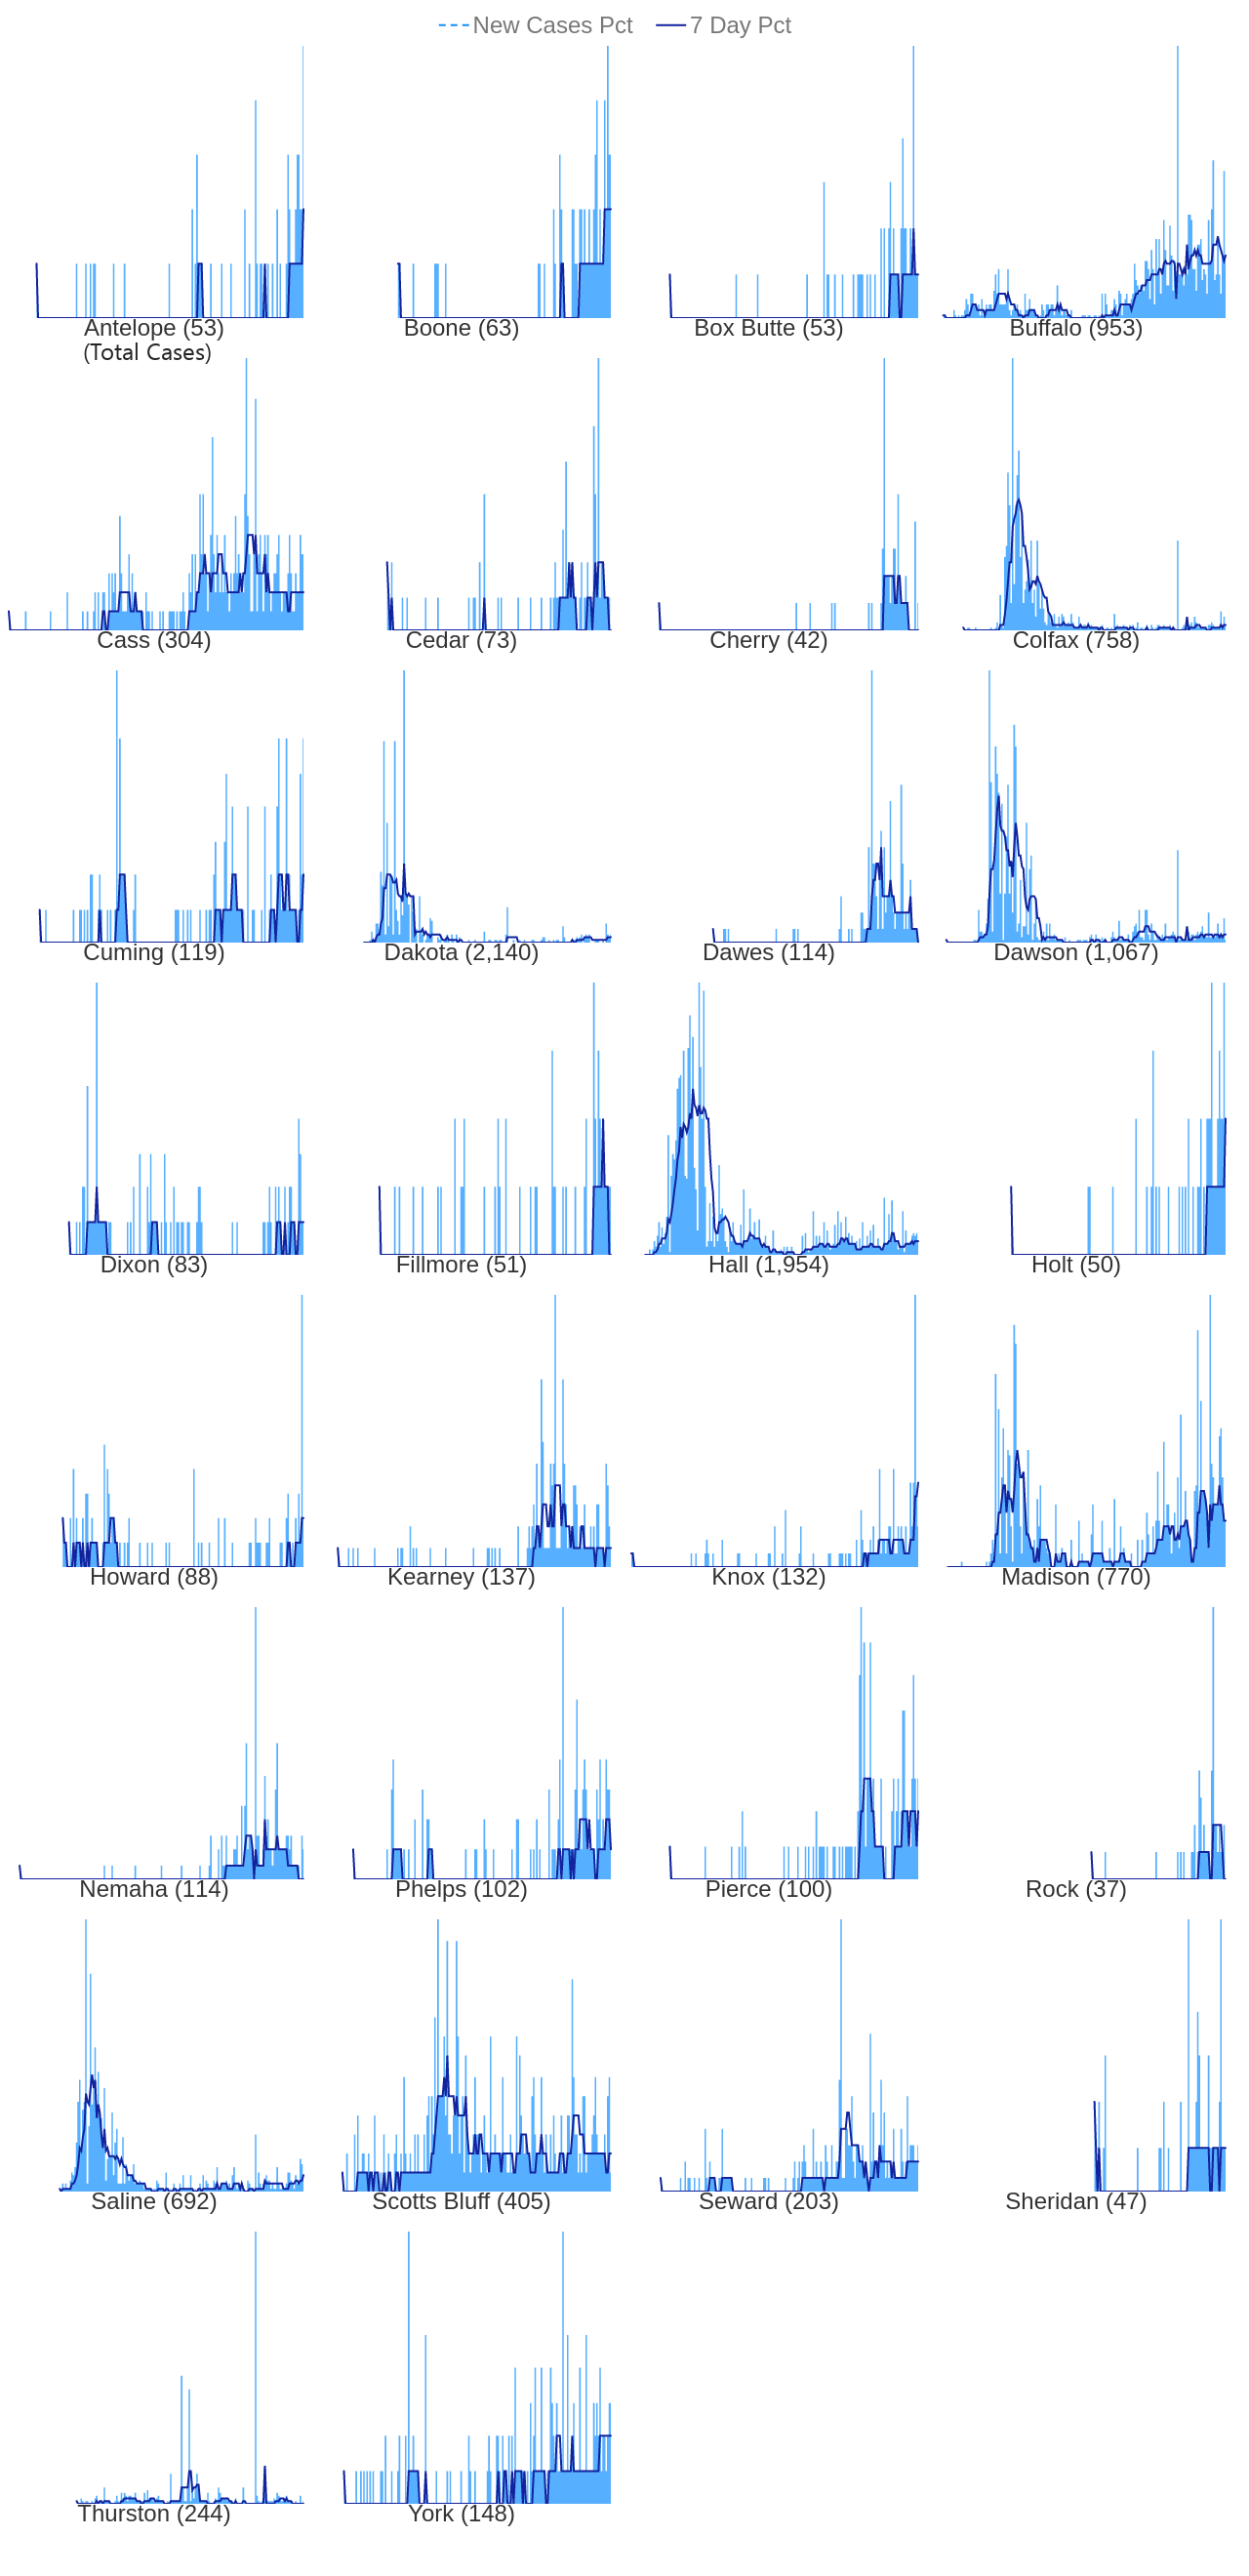 New Cases Pct 7 Day Pct
Antelope (53) Boone (63) Box Butte (53) Buffalo (953)
(Total Cases)
Cass (304) Cedar (73) Cherry (42) Colfax (758)
Cuming (119) Dakota (2,140) Dawes (114) Dawson (1,067)
Dixon (83) Fillmore (51) Hall (1,954) Holt (50)
Howard (88) Kearney (137) Knox (132) Madison (770)
Nemaha (114) Phelps (102) Pierce (100) Rock (37)
Saline (692) Scotts Bluff (405) Seward (203) Sheridan (47)
Thurston (244) York (148)